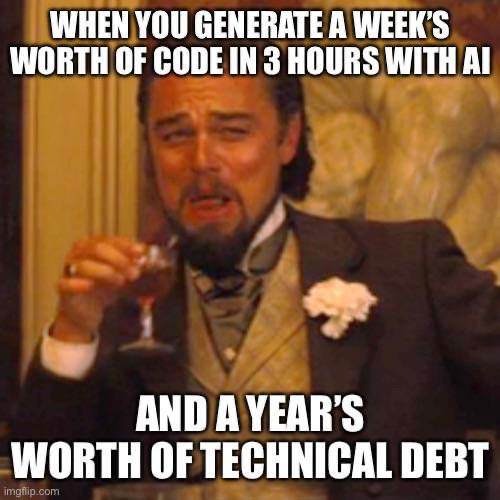 WHEN YOU GENERATE A WEEK’S
WORTH OF CODE IN 3 HOURS WITH AI
AND A YEAR’S
WORTH OF TECHNICAL DEBT
imgflip.com